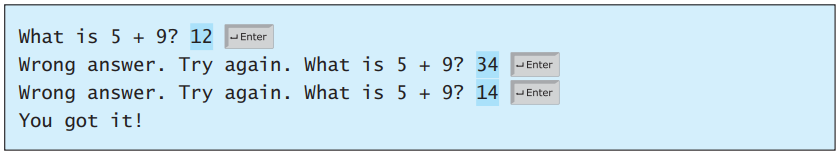 What is 5 + 9? 12 ↵Enter
Wrong answer. Try again. What is 5 + 9? 34 ↵Enter
Wrong answer. Try again. What is 5 + 9? 14 ↵Enter
You got it!